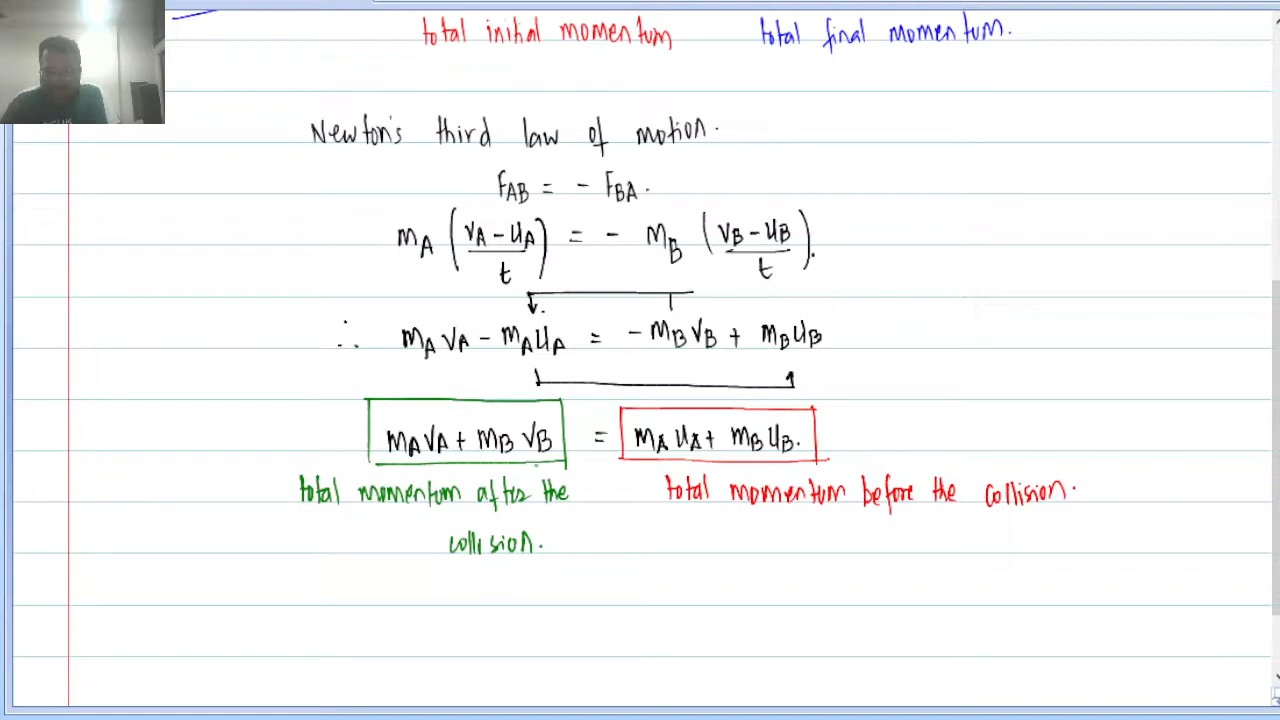 total initial momentum total final momentum.
Newton's third law of motion.
FAB = - FBA.
mA (vA - uA / t) = - mB (vB - uB / t).
∴ mAvA - mAuA = -mBvB + mBuB
mAvA + mBvB = mAuA + mBuB.
total momentum after the total momentum before the collision.
collision.